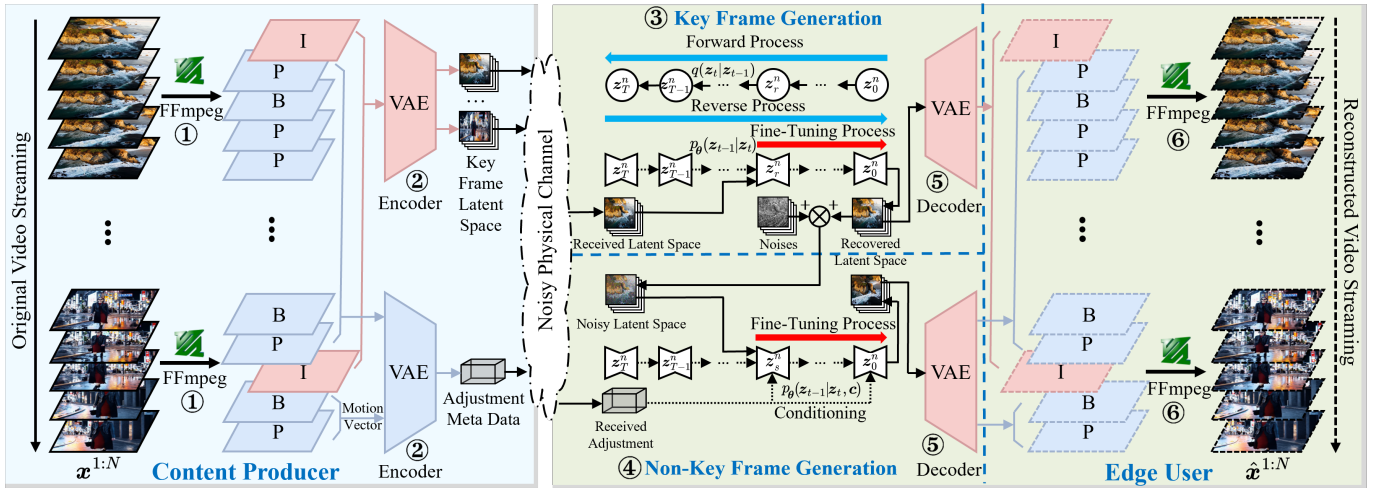 Original Video Streaming
x^{1:N}
FFmpeg
①
I
P
B
P
P
...
...
B
P
I
B
P
FFmpeg
①
Motion
Vector
VAE
②
Encoder
...
Key
Frame
Latent
Space
VAE
②
Encoder
Adjustment
Meta Data
Content Producer
Noisy Physical Channel
③ Key Frame Generation
Forward Process
q(z_t|z_{t-1})
z_T^n z_{T-1}^n ... z_r^n ... z_0^n
Reverse Process
Fine-Tuning Process
p_θ(z_{t-1}|z_t)
z_T^n z_{T-1}^n ... z_r^n ... z_0^n
+ +
Received Latent Space
Noises
Recovered
Latent Space
Noisy Latent Space
Fine-Tuning Process
z_T^n z_{T-1}^n ... z_s^n ... z_0^n
p_θ(z_{t-1}|z_t, c)
Conditioning
Received
Adjustment
④ Non-Key Frame Generation
VAE
⑤
Decoder
VAE
⑤
Decoder
I
P
B
P
P
...
B
P
I
B
P
FFmpeg
⑥
...
FFmpeg
⑥
Edge User
x̂^{1:N}
Reconstructed Video Streaming